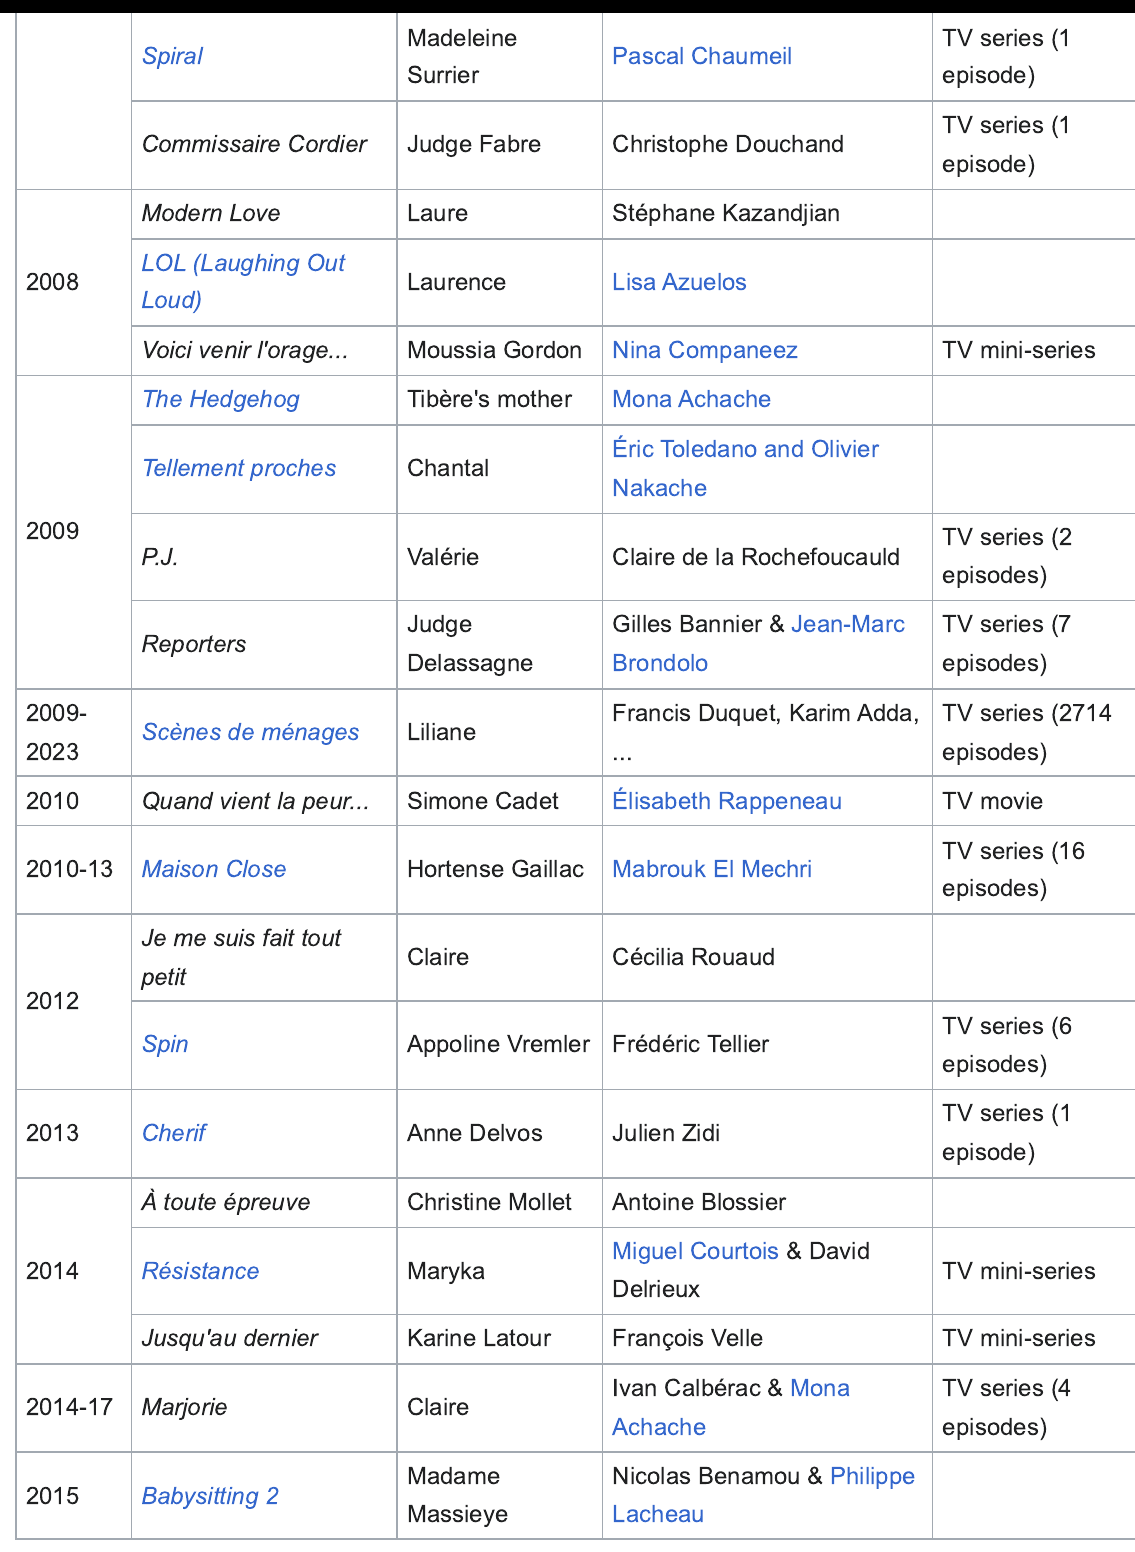 Spiral
Madeleine
Surrier
Pascal Chaumeil
TV series (1
episode)
Commissaire Cordier
Judge Fabre
Christophe Douchand
TV series (1
episode)
2008
Modern Love
Laure
Stéphane Kazandjian
LOL (Laughing Out
Loud)
Laurence
Lisa Azuelos
Voici venir l'orage...
Moussia Gordon
Nina Companeez
TV mini-series
2009
The Hedgehog
Tibère's mother
Mona Achache
Tellement proches
Chantal
Éric Toledano and Olivier
Nakache
P.J.
Valérie
Claire de la Rochefoucauld
TV series (2
episodes)
Reporters
Judge
Delassagne
Gilles Bannier & Jean-Marc
Brondolo
TV series (7
episodes)
2009-
2023
Scènes de ménages
Liliane
Francis Duquet, Karim Adda,
...
TV series (2714
episodes)
2010
Quand vient la peur...
Simone Cadet
Élisabeth Rappeneau
TV movie
2010-13
Maison Close
Hortense Gaillac
Mabrouk El Mechri
TV series (16
episodes)
2012
Je me suis fait tout
petit
Claire
Cécilia Rouaud
Spin
Appoline Vremler
Frédéric Tellier
TV series (6
episodes)
2013
Cherif
Anne Delvos
Julien Zidi
TV series (1
episode)
2014
À toute épreuve
Christine Mollet
Antoine Blossier
Résistance
Maryka
Miguel Courtois & David
Delrieux
TV mini-series
Jusqu'au dernier
Karine Latour
François Velle
TV mini-series
2014-17
Marjorie
Claire
Ivan Calbérac & Mona
Achache
TV series (4
episodes)
2015
Babysitting 2
Madame
Massieye
Nicolas Benamou & Philippe
Lacheau